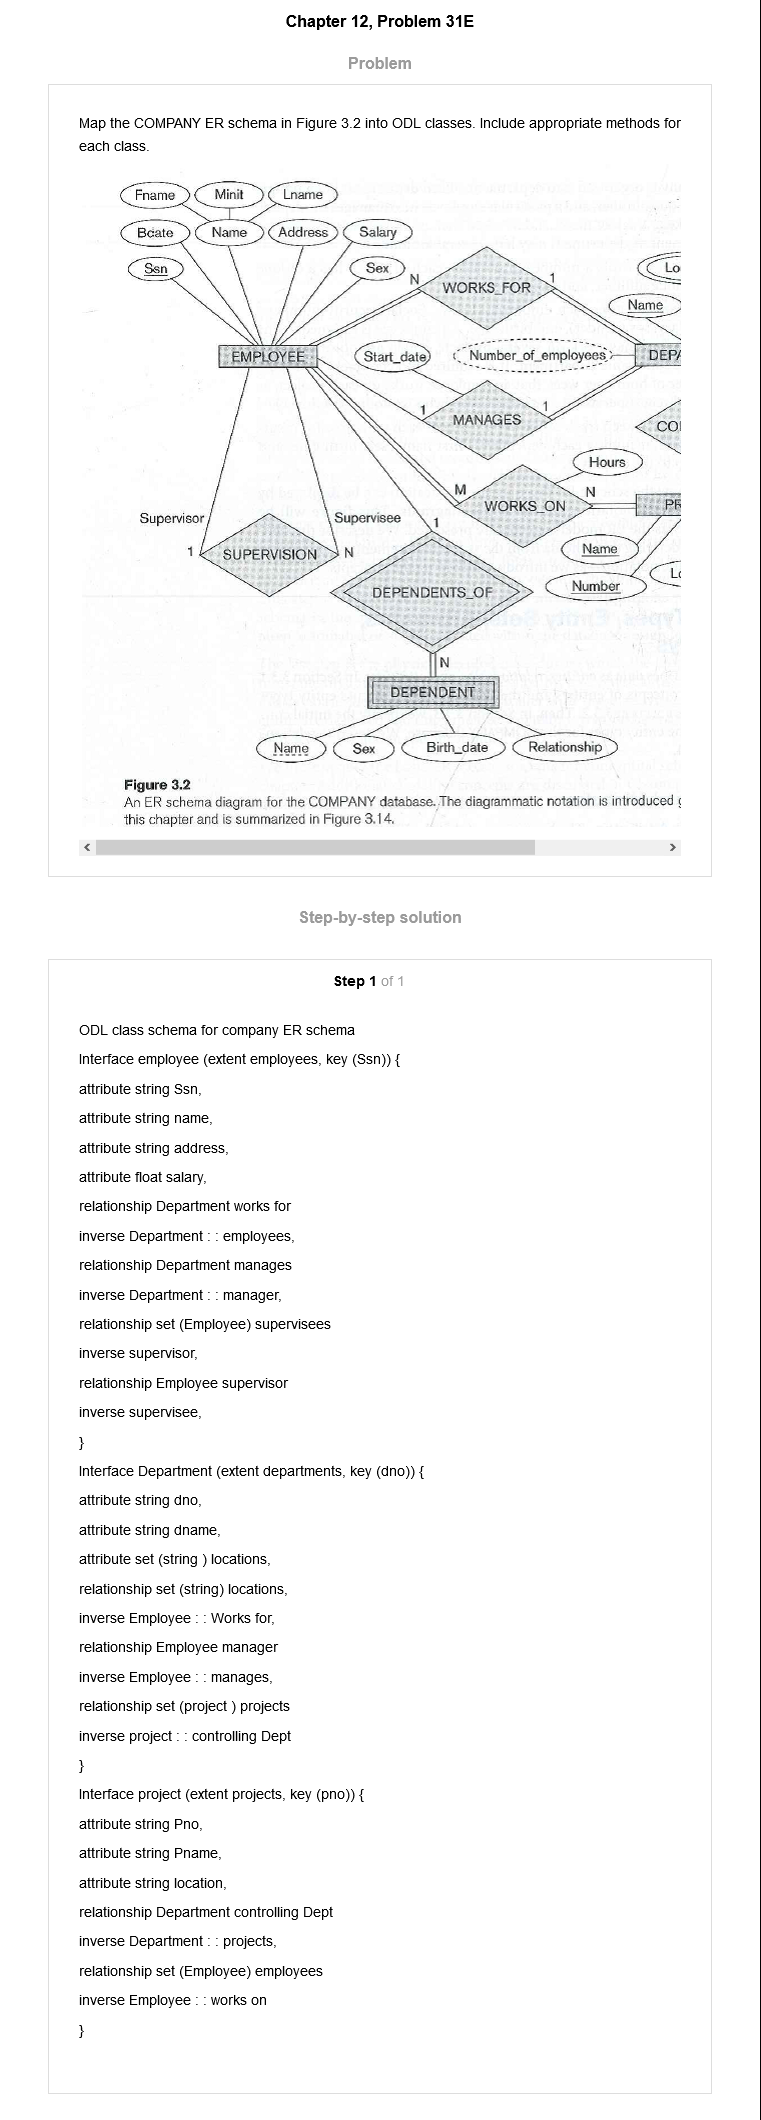 Chapter 12, Problem 31E
Problem
Map the COMPANY ER schema in Figure 3.2 into ODL classes. Include appropriate methods for
each class.
Fname Minit Lname
Bdate Name Address Salary
Ssn Sex N 1 Lo
WORKS_FOR
Name
EMPLOYEE Start_date Number_of_employees DEPA
1 MANAGES 1
CO
Hours
M WORKS_ON N PR
Supervisor Supervisee 1
1 SUPERVISION N Name
DEPENDENTS_OF Number Lo
N
DEPENDENT
Name Sex Birth_date Relationship
Figure 3.2
An ER schema diagram for the COMPANY database. The diagrammatic notation is introduced g
this chapter and is summarized in Figure 3.14.
Step-by-step solution
Step 1 of 1
ODL class schema for company ER schema
Interface employee (extent employees, key (Ssn)) {
attribute string Ssn,
attribute string name,
attribute string address,
attribute float salary,
relationship Department works for
inverse Department : : employees,
relationship Department manages
inverse Department : : manager,
relationship set (Employee) supervisees
inverse supervisor,
relationship Employee supervisor
inverse supervisee,
}
Interface Department (extent departments, key (dno)) {
attribute string dno,
attribute string dname,
attribute set (string ) locations,
relationship set (string) locations,
inverse Employee : : Works for,
relationship Employee manager
inverse Employee : : manages,
relationship set (project ) projects
inverse project : : controlling Dept
}
Interface project (extent projects, key (pno)) {
attribute string Pno,
attribute string Pname,
attribute string location,
relationship Department controlling Dept
inverse Department : : projects,
relationship set (Employee) employees
inverse Employee : : works on
}